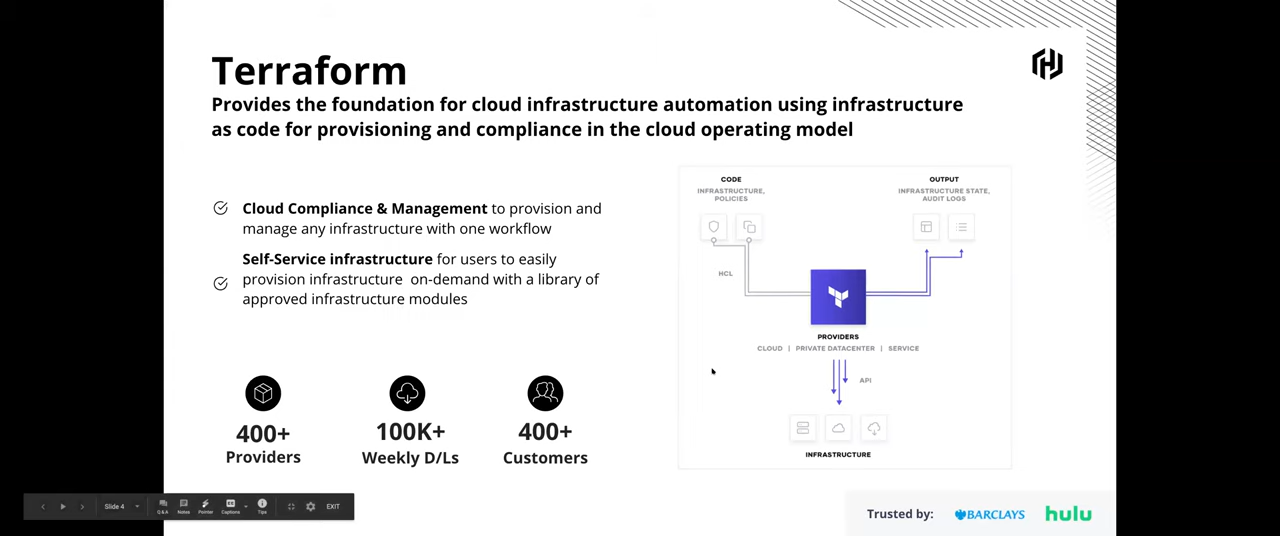 Terraform
Provides the foundation for cloud infrastructure automation using infrastructure
as code for provisioning and compliance in the cloud operating model
Cloud Compliance & Management to provision and
manage any infrastructure with one workflow
Self-Service infrastructure for users to easily
provision infrastructure on-demand with a library of
approved infrastructure modules
400+
Providers
100K+
Weekly D/Ls
400+
Customers
CODE
INFRASTRUCTURE,
POLICIES
OUTPUT
INFRASTRUCTURE STATE,
AUDIT LOGS
HCL
PROVIDERS
CLOUD | PRIVATE DATACENTER | SERVICE
API
INFRASTRUCTURE
Slide 4
Q&A
Notes
Pointer
Captions
Tips
EXIT
Trusted by:
BARCLAYS
hulu